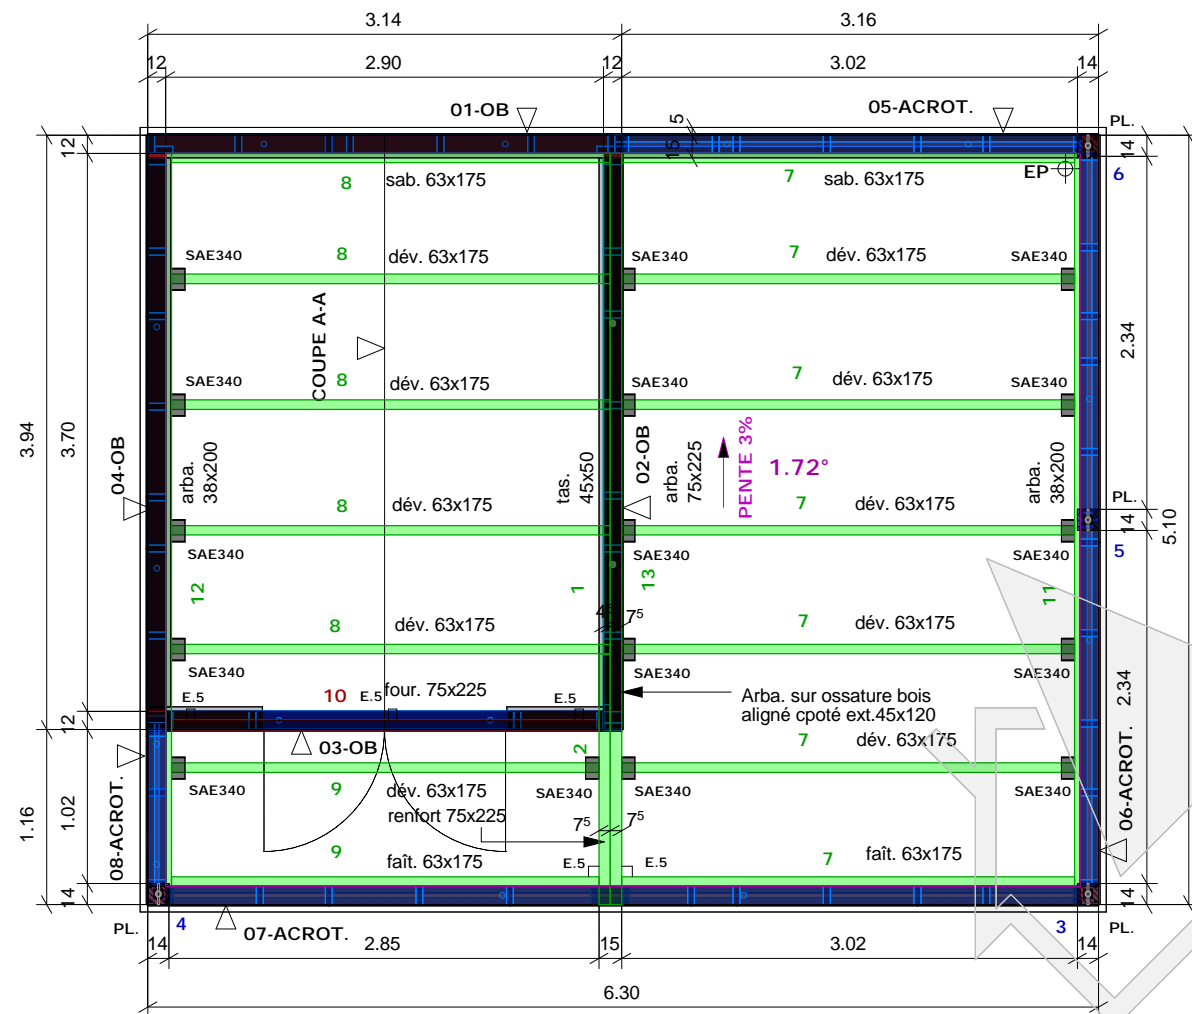 3.14
3.16
12
2.90
12
3.02
14
01-OB
05-ACROT.
PL.
5
15
12
14
EP
6
8
sab. 63x175
7
sab. 63x175
SAE340
8
dév. 63x175
SAE340
7
dév. 63x175
SAE340
COUPE A-A
2.34
SAE340
8
dév. 63x175
SAE340
7
dév. 63x175
SAE340
3.94
3.70
04-OB
arba.
38x200
tas.
45x50
02-OB
arba.
75x225
PENTE 3%
1.72°
arba.
38x200
PL.
14
5.10
5
8
dév. 63x175
7
dév. 63x175
SAE340
SAE340
SAE340
12
1
13
11
7⁵
8
dév. 63x175
7
dév. 63x175
SAE340
SAE340
SAE340
E.5
10
E.5
four. 75x225
E.5
Arba. sur ossature bois
aligné cpoté ext.45x120
2.34
12
03-OB
2
7
dév. 63x175
08-ACROT.
1.16
1.02
SAE340
9
dév. 63x175
SAE340
SAE340
renfort 75x225
7⁵
7⁵
06-ACROT.
9
faît. 63x175
E.5
E.5
7
faît. 63x175
14
14
PL.
4
07-ACROT.
3
PL.
14
2.85
15
3.02
14
6.30